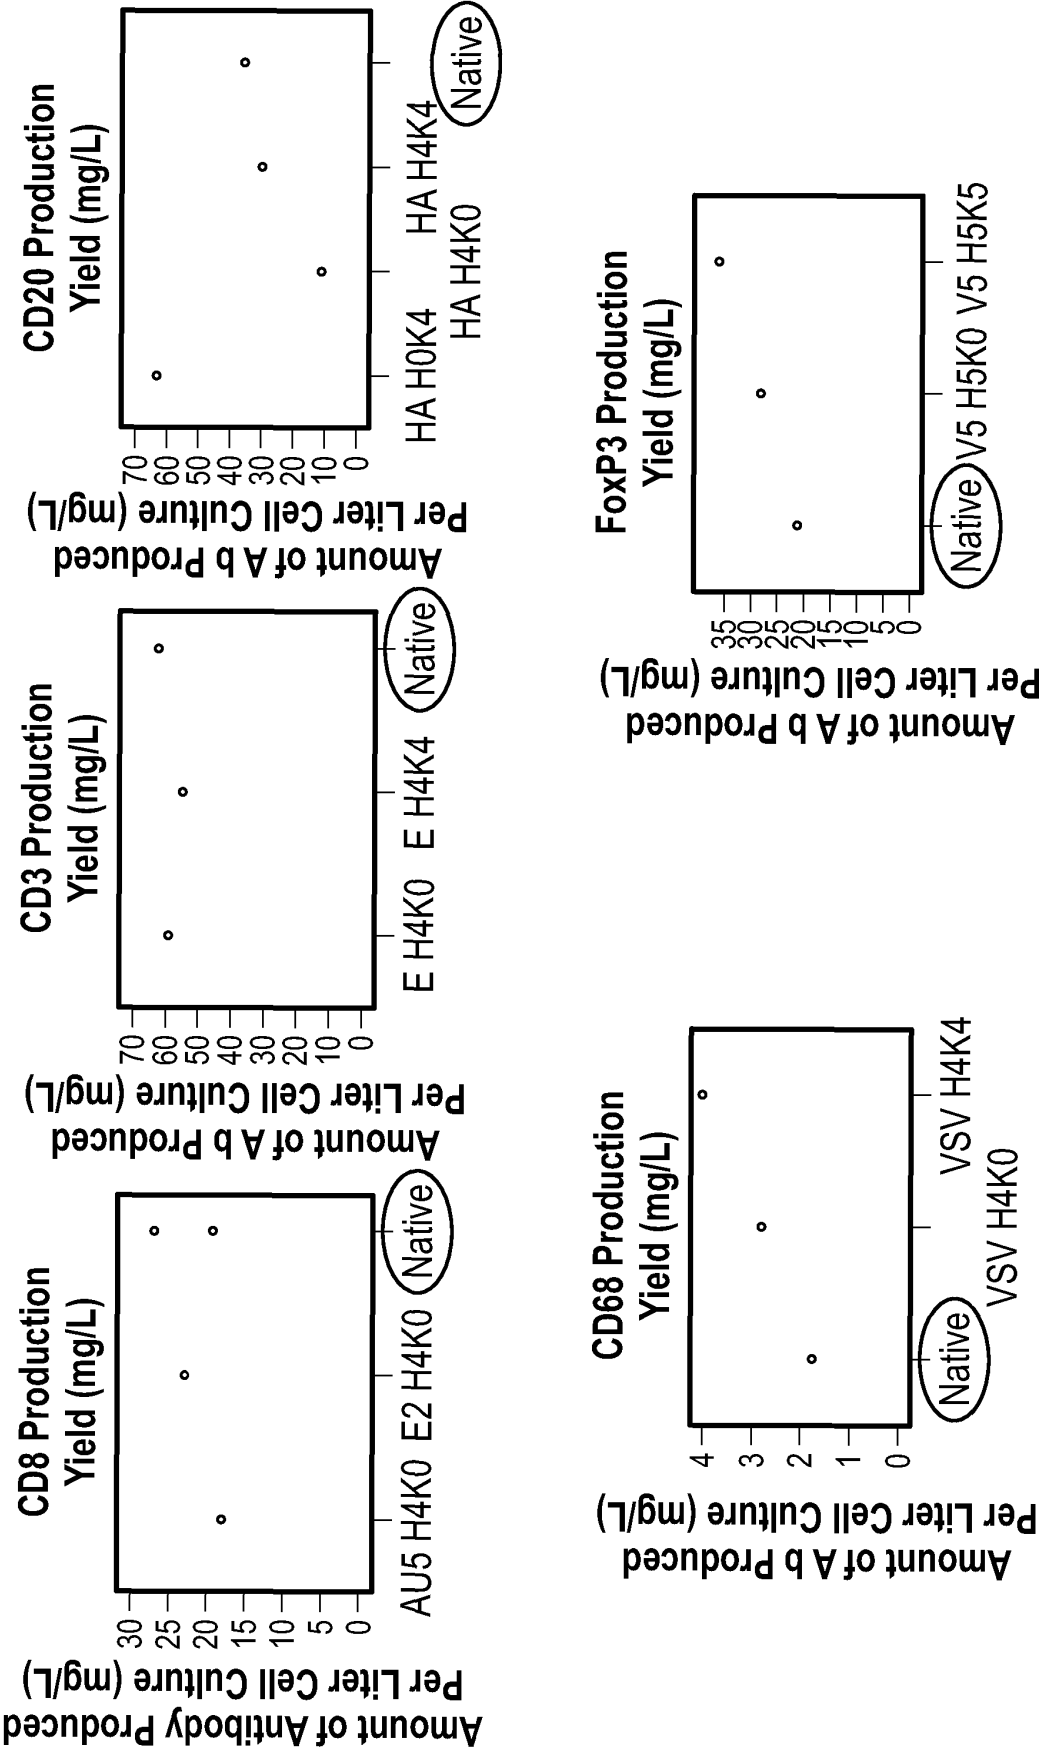 CD8 Production
Yield (mg/L)
Amount of Antibody Produced
Per Liter Cell Culture (mg/L)
30
25
20
15
10
5
0
AU5 H4K0 E2 H4K0 Native
CD3 Production
Yield (mg/L)
Amount of A b Produced
Per Liter Cell Culture (mg/L)
70
60
50
40
30
20
10
0
E H4K0 E H4K4 Native
CD20 Production
Yield (mg/L)
Amount of A b Produced
Per Liter Cell Culture (mg/L)
70
60
50
40
30
20
10
0
HA H0K4 HA H4K4 Native
HA H4K0
CD68 Production
Yield (mg/L)
Amount of A b Produced
Per Liter Cell Culture (mg/L)
4
3
2
1
0
Native VSV H4K4
VSV H4K0
FoxP3 Production
Yield (mg/L)
Amount of A b Produced
Per Liter Cell Culture (mg/L)
35
30
25
20
15
10
5
0
Native V5 H5K0 V5 H5K5